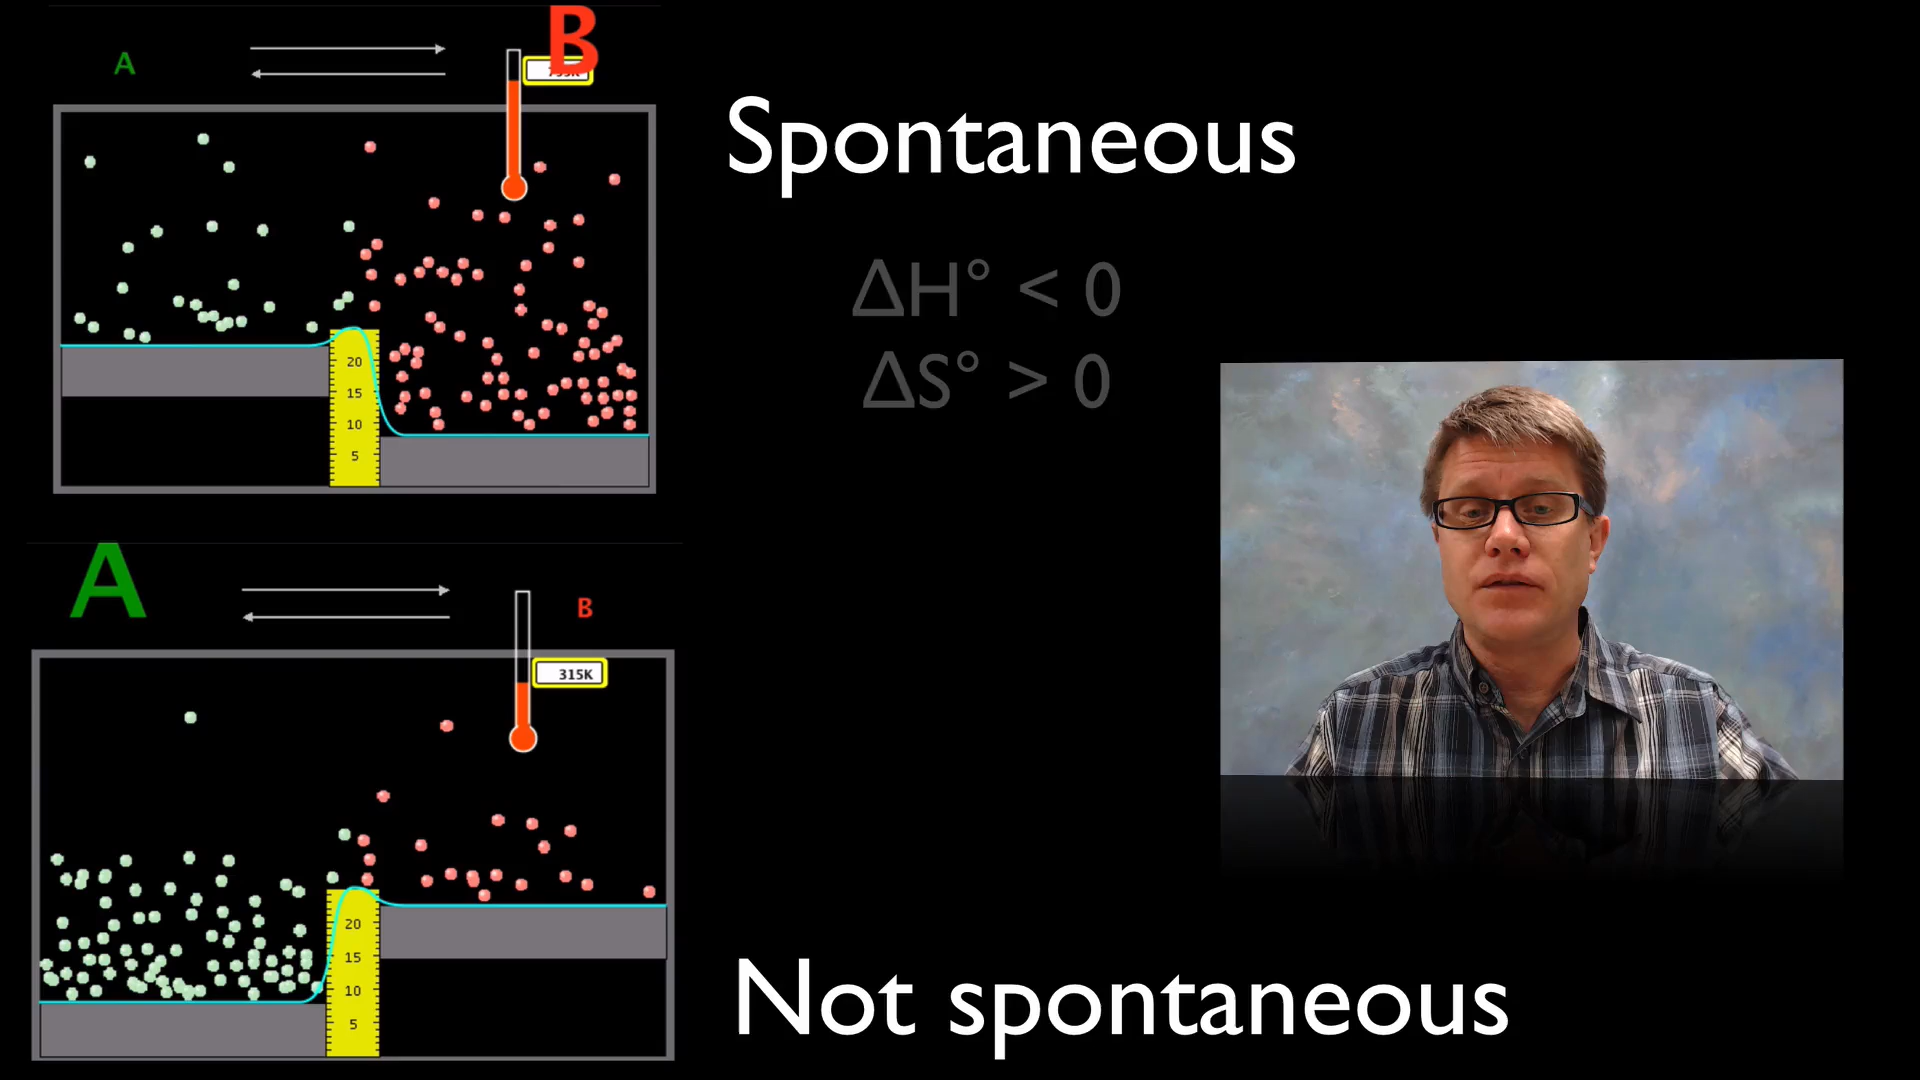 A
B
Spontaneous
ΔH° < 0
ΔS° > 0
20
15
10
5
A
B
315K
20
15
10
5
Not spontaneous